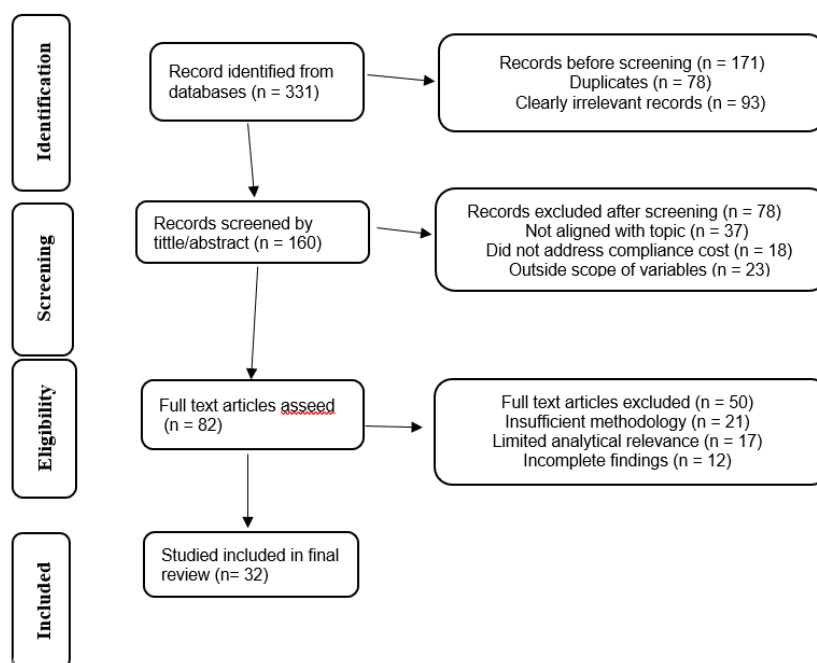 Identification
Record identified from
databases (n = 331)
Records before screening (n = 171)
Duplicates (n = 78)
Clearly irrelevant records (n = 93)
Screening
Records screened by
tittle/abstract (n = 160)
Records excluded after screening (n = 78)
Not aligned with topic (n = 37)
Did not address compliance cost (n = 18)
Outside scope of variables (n = 23)
Eligibility
Full text articles asseed
(n = 82)
Full text articles excluded (n = 50)
Insufficient methodology (n = 21)
Limited analytical relevance (n = 17)
Incomplete findings (n = 12)
Included
Studied included in final
review (n= 32)